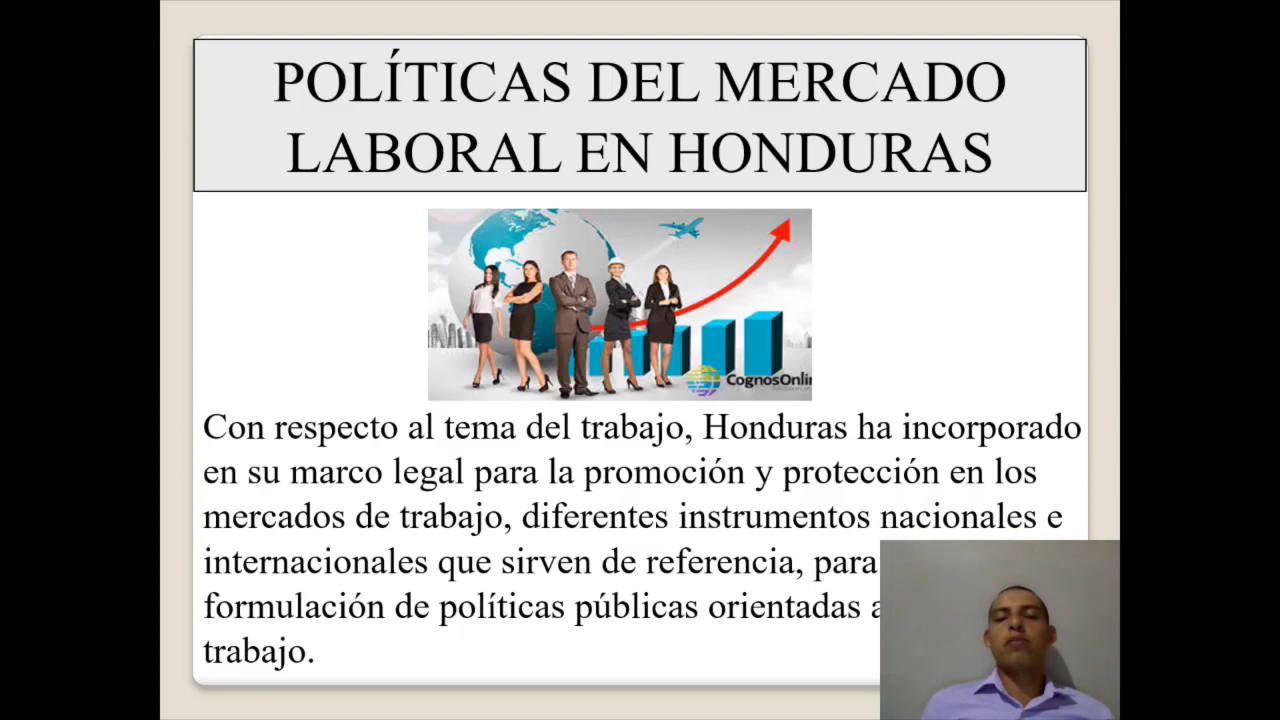 POLÍTICAS DEL MERCADO
LABORAL EN HONDURAS
CognosOnli
Con respecto al tema del trabajo, Honduras ha incorporado
en su marco legal para la promoción y protección en los
mercados de trabajo, diferentes instrumentos nacionales e
internacionales que sirven de referencia, para
formulación de políticas públicas orientadas a
trabajo.